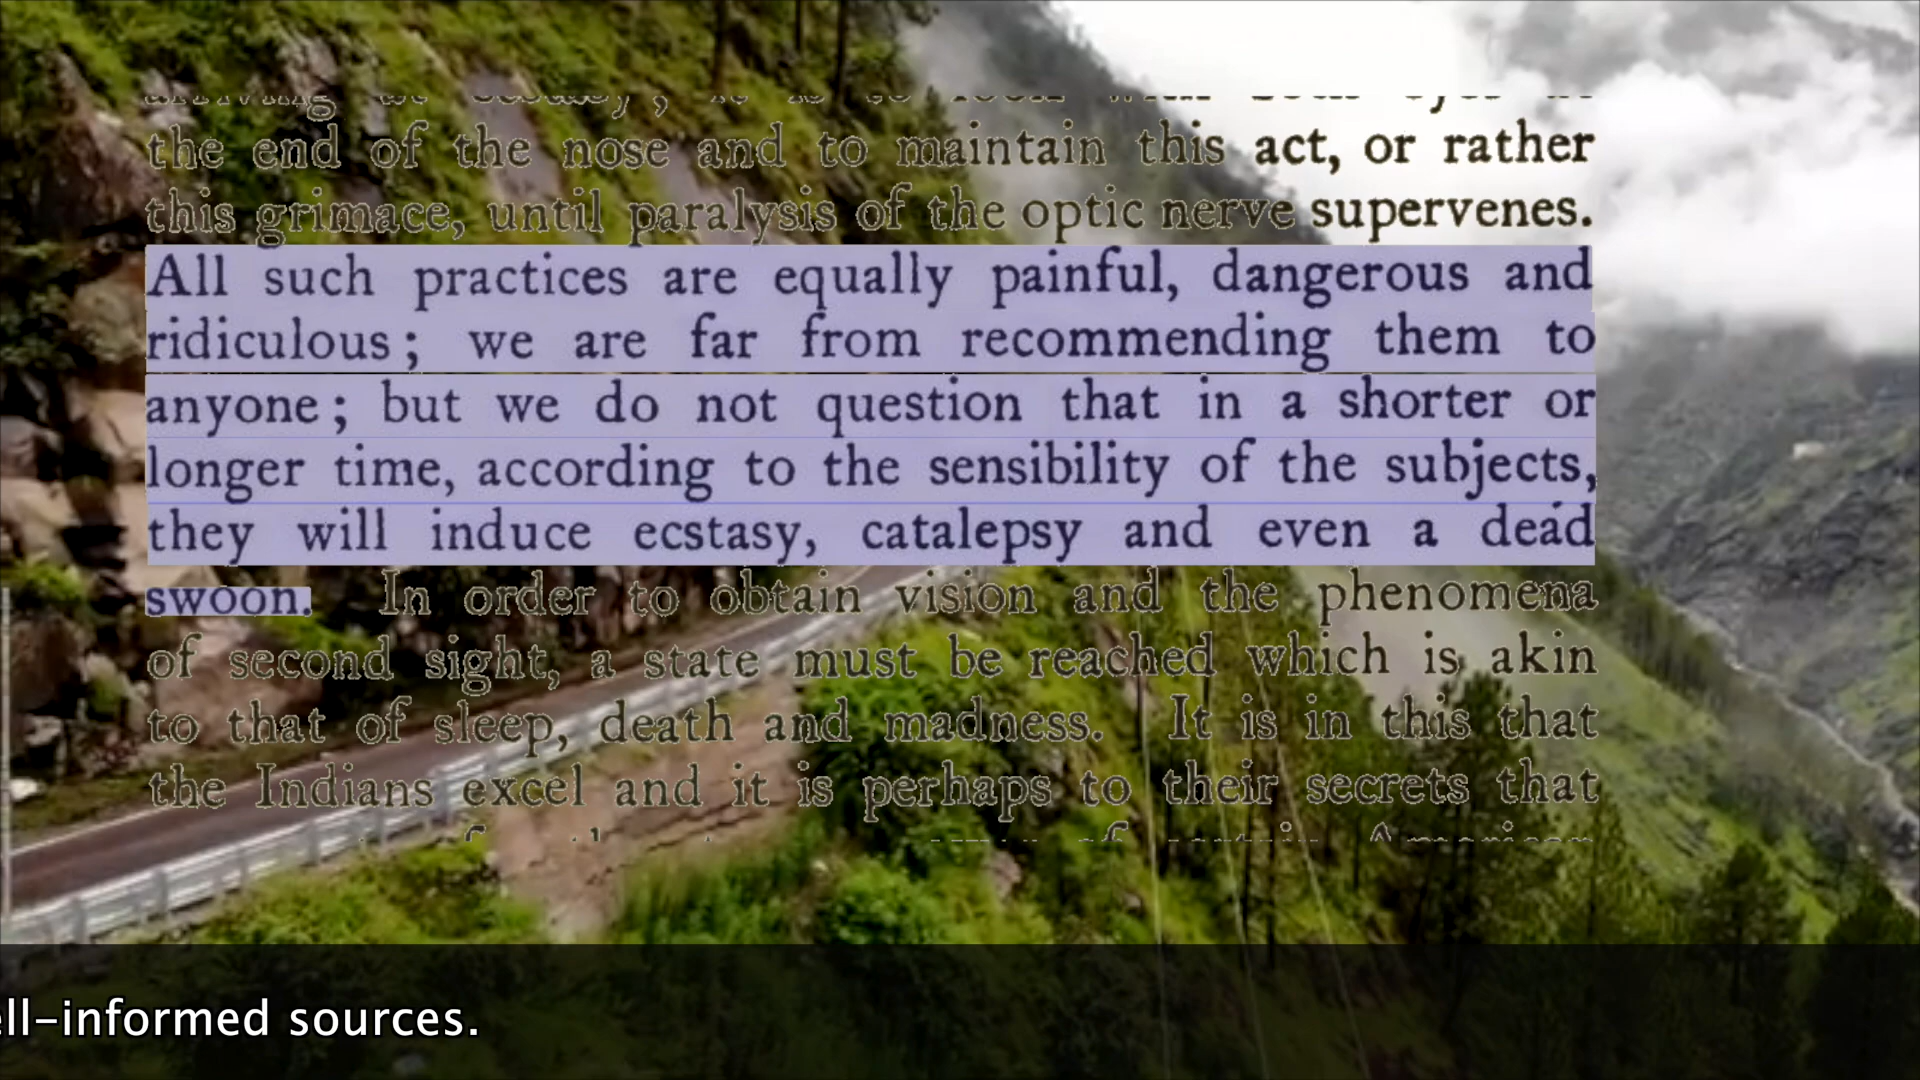 the end of the nose and to maintain this act, or rather
this grimace, until paralysis of the optic nerve supervenes.
All such practices are equally painful, dangerous and
ridiculous; we are far from recommending them to
anyone; but we do not question that in a shorter or
longer time, according to the sensibility of the subjects,
they will induce ecstasy, catalepsy and even a dead
swoon. In order to obtain vision and the phenomena
of second sight, a state must be reached which is akin
to that of sleep, death and madness. It is in this that
the Indians excel and it is perhaps to their secrets that
ll-informed sources.